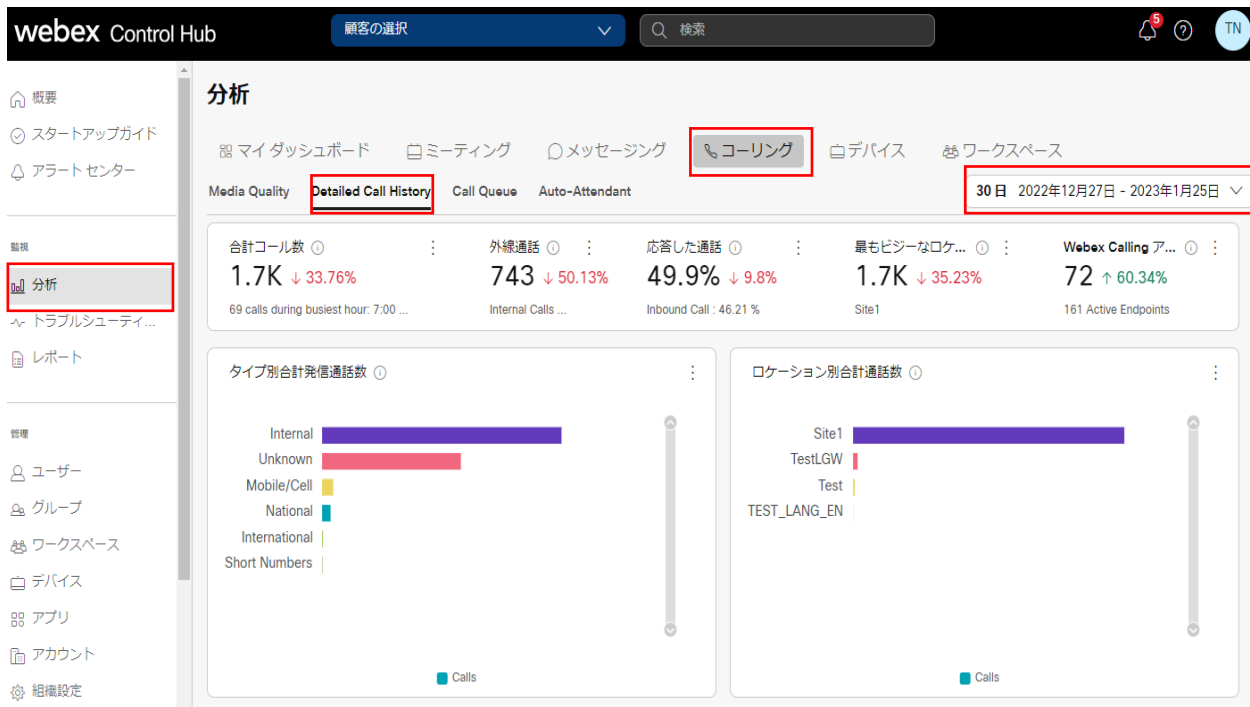 webex Control Hub
顧客の選択
検索
5
TN
概要
スタートアップガイド
アラート センター
監視
分析
トラブルシューティ...
レポート
管理
ユーザー
グループ
ワークスペース
デバイス
アプリ
アカウント
組織設定
分析
マイ ダッシュボード
ミーティング
メッセージング
コーリング
デバイス
ワークスペース
Media Quality
Detailed Call History
Call Queue
Auto-Attendant
30 日 2022年12月27日 - 2023年1月25日
合計コール数
1.7K ↓ 33.76%
69 calls during busiest hour: 7:00 ...
外線通話
743 ↓ 50.13%
Internal Calls ...
応答した通話
49.9% ↓ 9.8%
Inbound Call : 46.21 %
最もビジーなロケ...
1.7K ↓ 35.23%
Site1
Webex Calling ア...
72 ↑ 60.34%
161 Active Endpoints
タイプ別合計発信通話数
Internal
Unknown
Mobile/Cell
National
International
Short Numbers
Calls
ロケーション別合計通話数
Site1
TestLGW
Test
TEST_LANG_EN
Calls